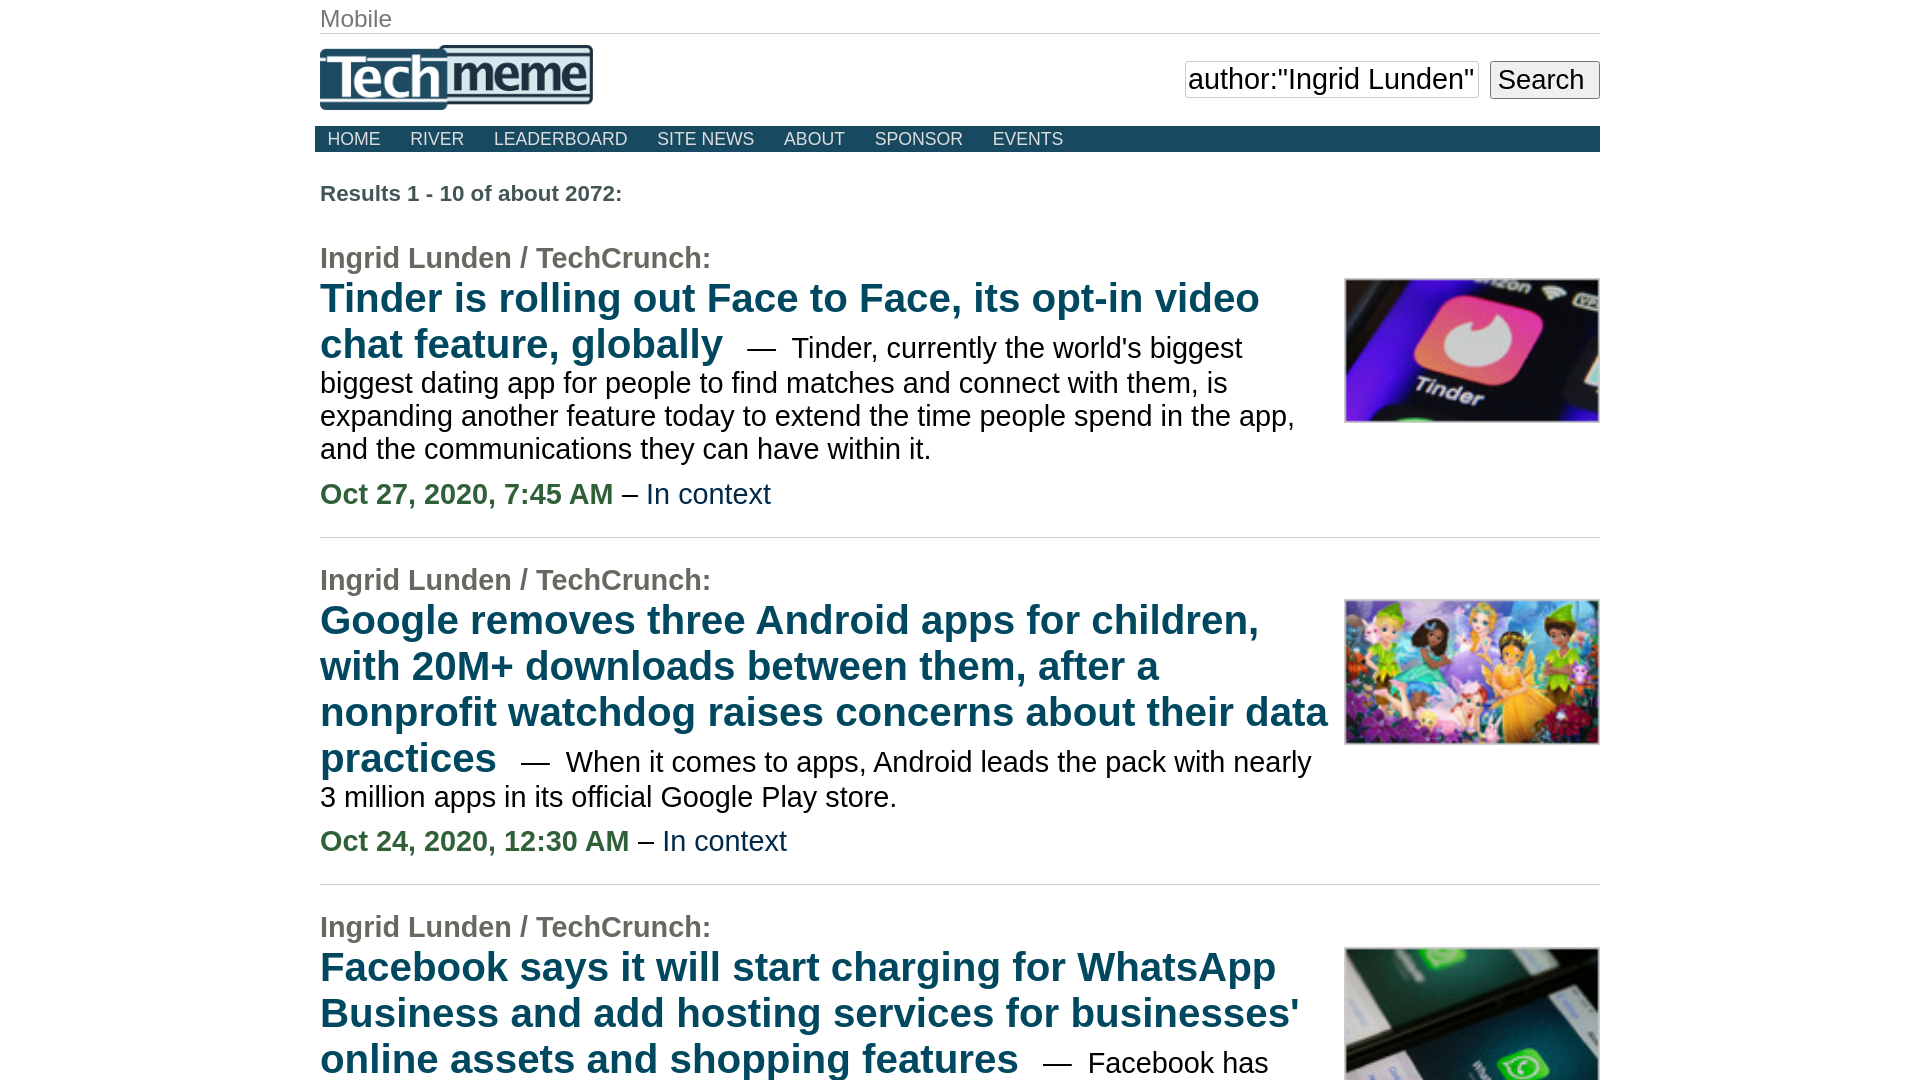 Mobile
Techmeme
author:"Ingrid Lunden"
Search
HOME RIVER LEADERBOARD SITE NEWS ABOUT SPONSOR EVENTS
Results 1 - 10 of about 2072:
Ingrid Lunden / TechCrunch:
Tinder is rolling out Face to Face, its opt-in video
chat feature, globally — Tinder, currently the world's biggest
biggest dating app for people to find matches and connect with them, is
expanding another feature today to extend the time people spend in the app,
and the communications they can have within it.
Tinder
Oct 27, 2020, 7:45 AM – In context
Ingrid Lunden / TechCrunch:
Google removes three Android apps for children,
with 20M+ downloads between them, after a
nonprofit watchdog raises concerns about their data
practices — When it comes to apps, Android leads the pack with nearly
3 million apps in its official Google Play store.
Oct 24, 2020, 12:30 AM – In context
Ingrid Lunden / TechCrunch:
Facebook says it will start charging for WhatsApp
Business and add hosting services for businesses'
online assets and shopping features — Facebook has